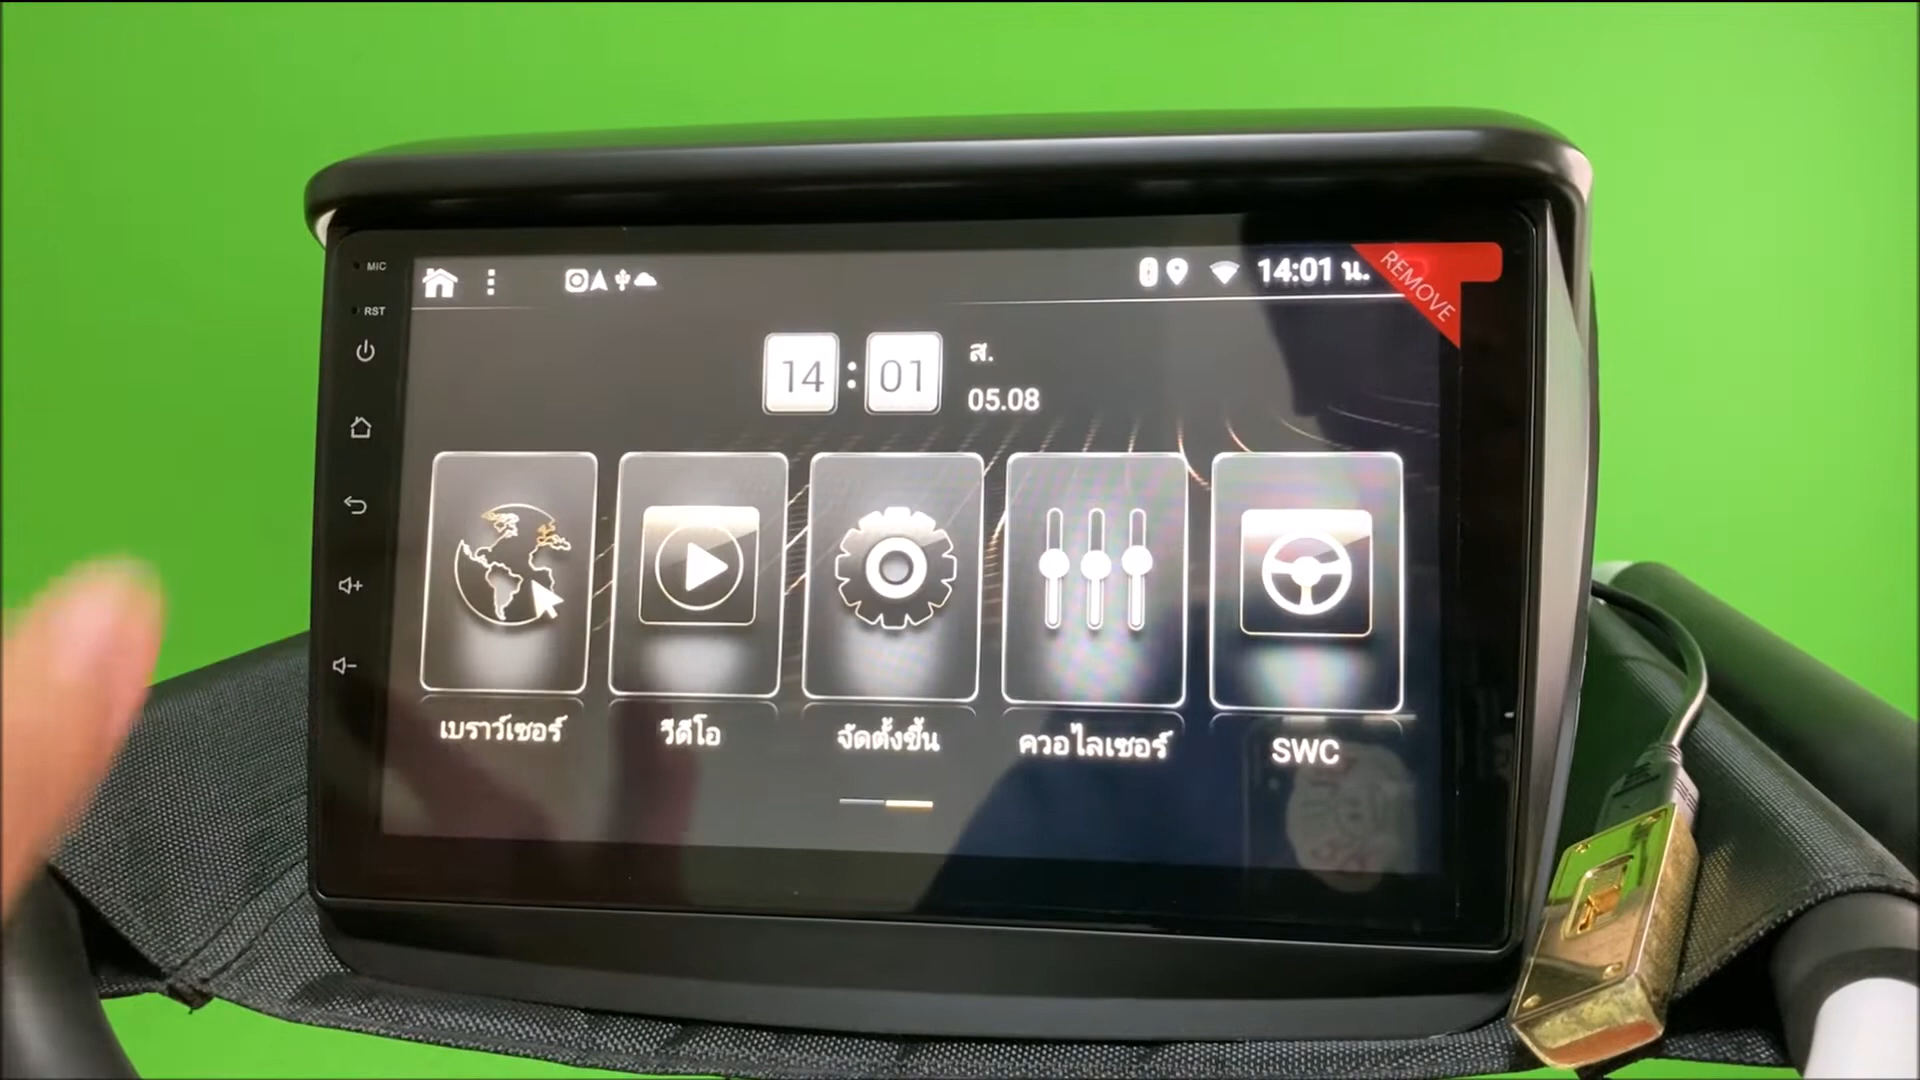 MIC
RST
14:01 น.
REMOVE
14:01
ส.
05.08
เบราว์เซอร์
วีดีโอ
จัดตั้งขึ้น
ควอไลเซอร์
SWC